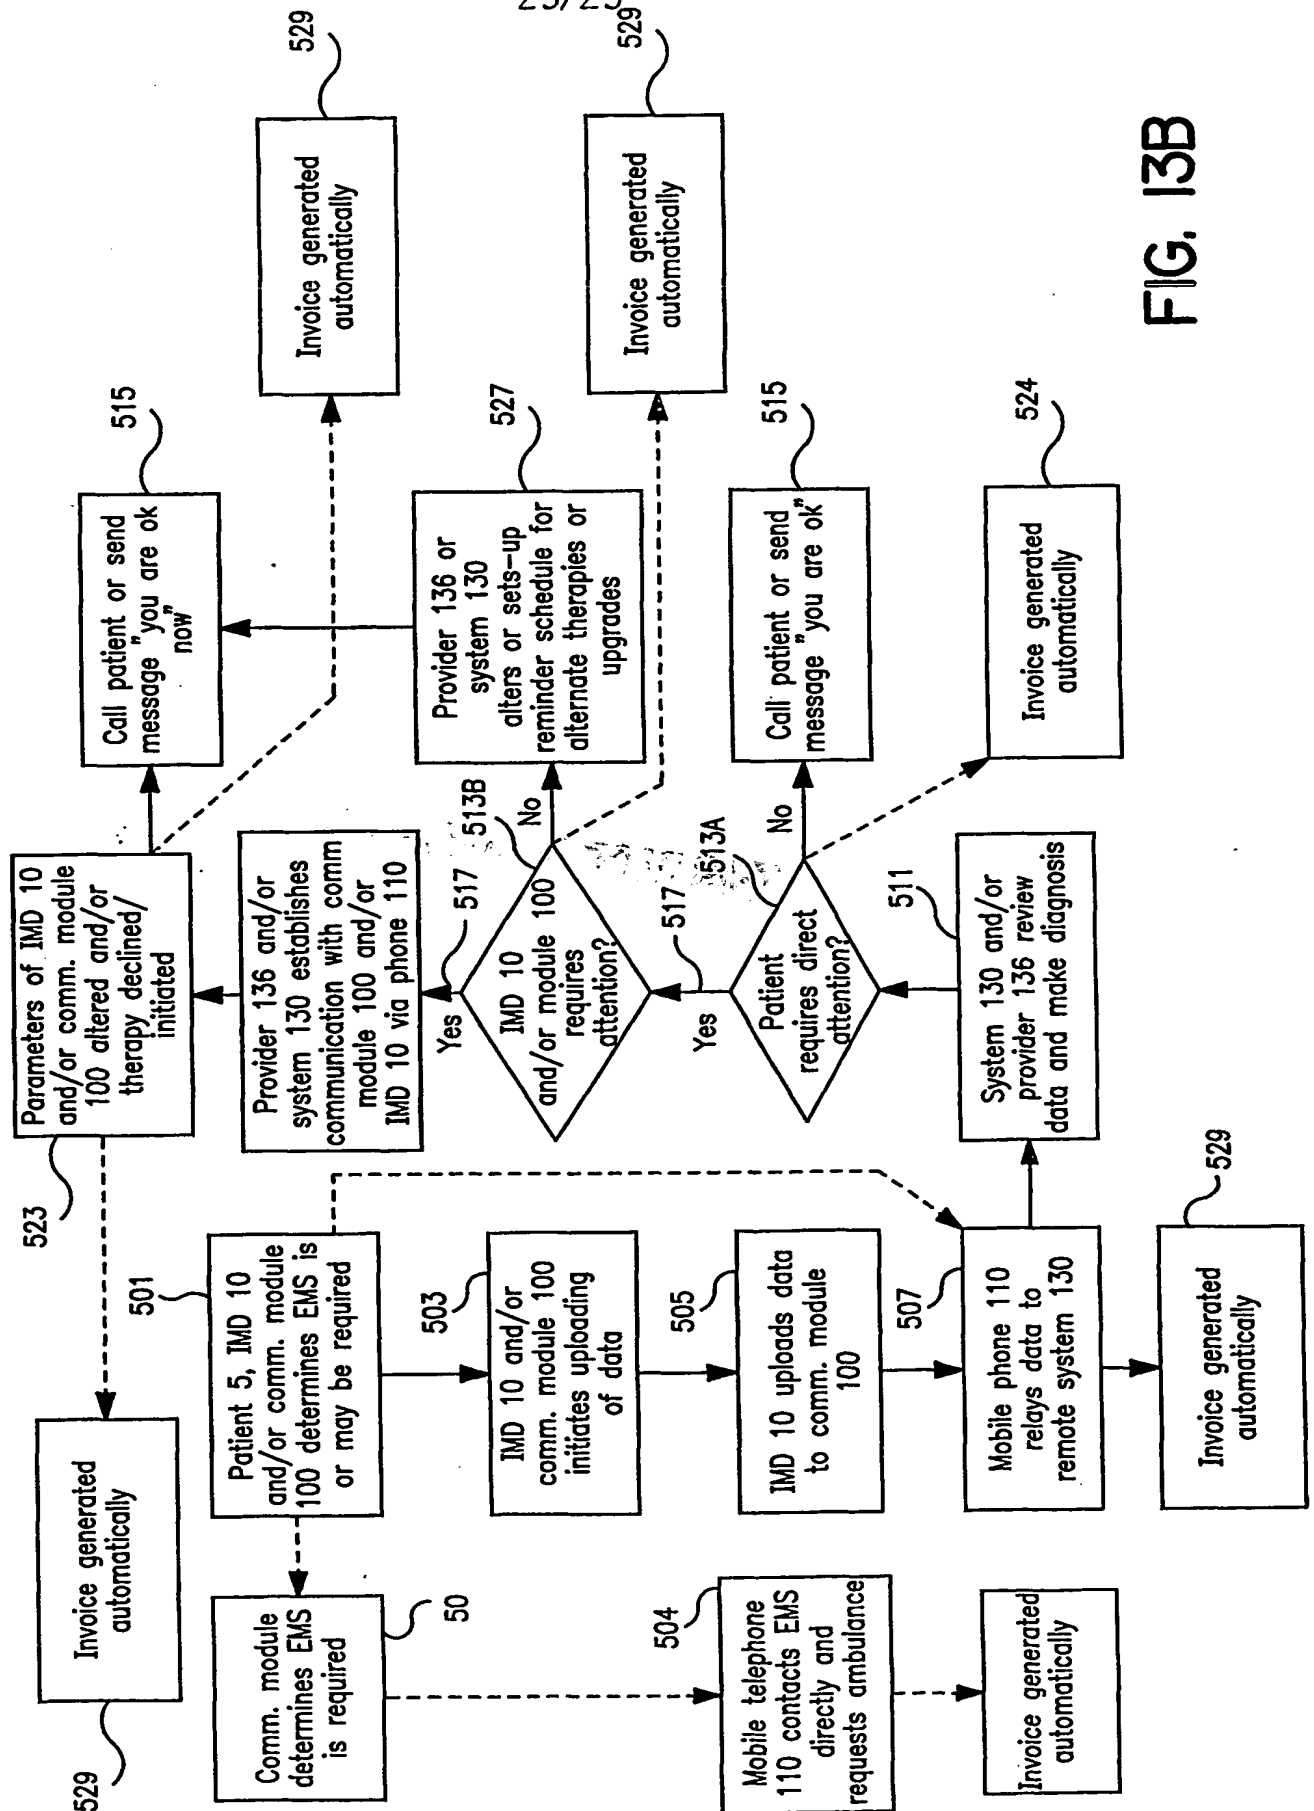 23/23
529
Invoice generated
automatically
523
Parameters of IMD 10
and/or comm. module
100 altered and/or
therapy declined/
initiated
515
Call patient or send
message "you are ok
now"
529
Invoice generated
automatically
501
Patient 5, IMD 10
and/or comm. module
100 determines EMS is
or may be required
Provider 136 and/or
system 130 establishes
communication with comm
module 100 and/or
IMD 10 via phone 110
517
Yes
513B
IMD 10
and/or module 100
requires
attention?
No
527
Provider 136 or
system 130
alters or sets-up
reminder schedule for
alternate therapies or
upgrades
529
Invoice generated
automatically
Comm. module
determines EMS
is required
50
503
IMD 10 and/or
comm. module 100
initiates uploading
of data
517
Yes
513A
Patient
requires direct
attention?
No
515
Call patient or send
message "you are ok"
505
IMD 10 uploads data
to comm. module
100
504
Mobile telephone
110 contacts EMS
directly and
requests ambulance
507
Mobile phone 110
relays data to
remote system 130
511
System 130 and/or
provider 136 review
data and make diagnosis
524
Invoice generated
automatically
Invoice generated
automatically
529
Invoice generated
automatically
FIG. 13B